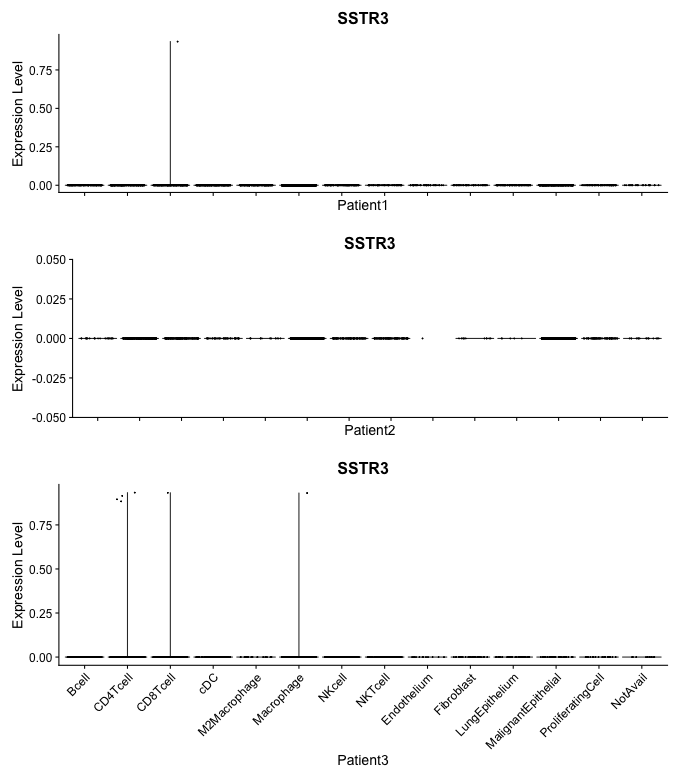 SSTR3
Expression Level
0.75
0.50
0.25
0.00
Patient1
SSTR3
Expression Level
0.050
0.025
0.000
-0.025
-0.050
Patient2
SSTR3
Expression Level
0.75
0.50
0.25
0.00
Bcell
CD4Tcell
CD8Tcell
cDC
M2Macrophage
Macrophage
NKcell
NKTcell
Endothelium
Fibroblast
LungEpithelium
MalignantEpithelial
ProliferatingCell
NotAvail
Patient3